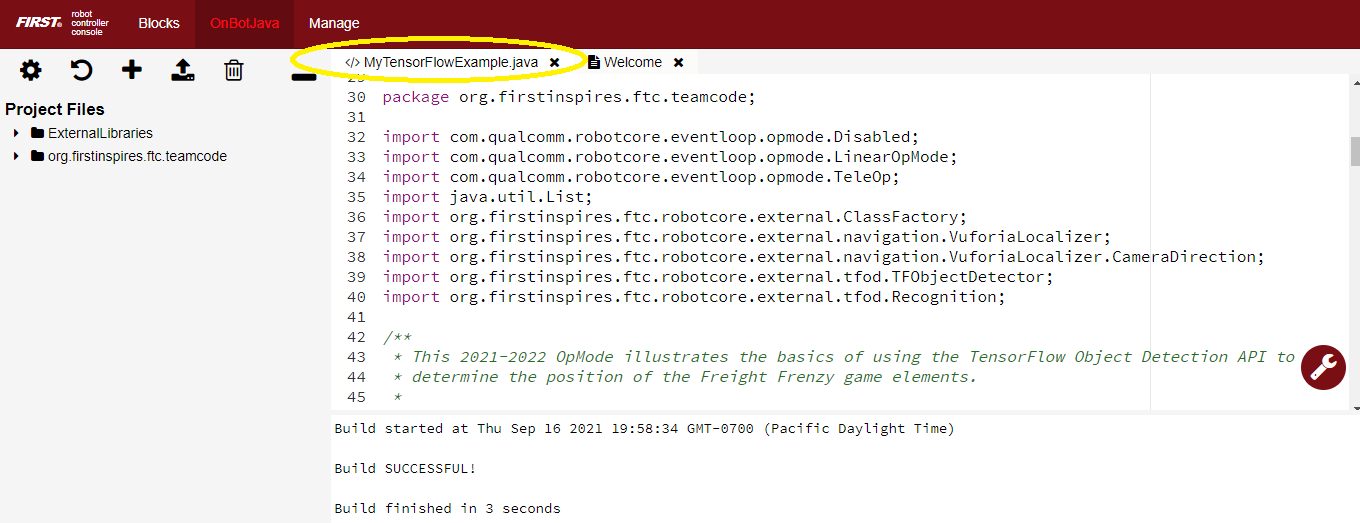 FIRST® robot controller console Blocks OnBotJava Manage
MyTensorFlowExample.java Welcome
Project Files
ExternalLibraries
org.firstinspires.ftc.teamcode
29
30 package org.firstinspires.ftc.teamcode;
31
32 import com.qualcomm.robotcore.eventloop.opmode.Disabled;
33 import com.qualcomm.robotcore.eventloop.opmode.LinearOpMode;
34 import com.qualcomm.robotcore.eventloop.opmode.TeleOp;
35 import java.util.List;
36 import org.firstinspires.ftc.robotcore.external.ClassFactory;
37 import org.firstinspires.ftc.robotcore.external.navigation.VuforiaLocalizer;
38 import org.firstinspires.ftc.robotcore.external.navigation.VuforiaLocalizer.CameraDirection;
39 import org.firstinspires.ftc.robotcore.external.tfod.TFObjectDetector;
40 import org.firstinspires.ftc.robotcore.external.tfod.Recognition;
41
42 /**
43 * This 2021-2022 OpMode illustrates the basics of using the TensorFlow Object Detection API to
44 * determine the position of the Freight Frenzy game elements.
45 *
Build started at Thu Sep 16 2021 19:58:34 GMT-0700 (Pacific Daylight Time)
Build SUCCESSFUL!
Build finished in 3 seconds